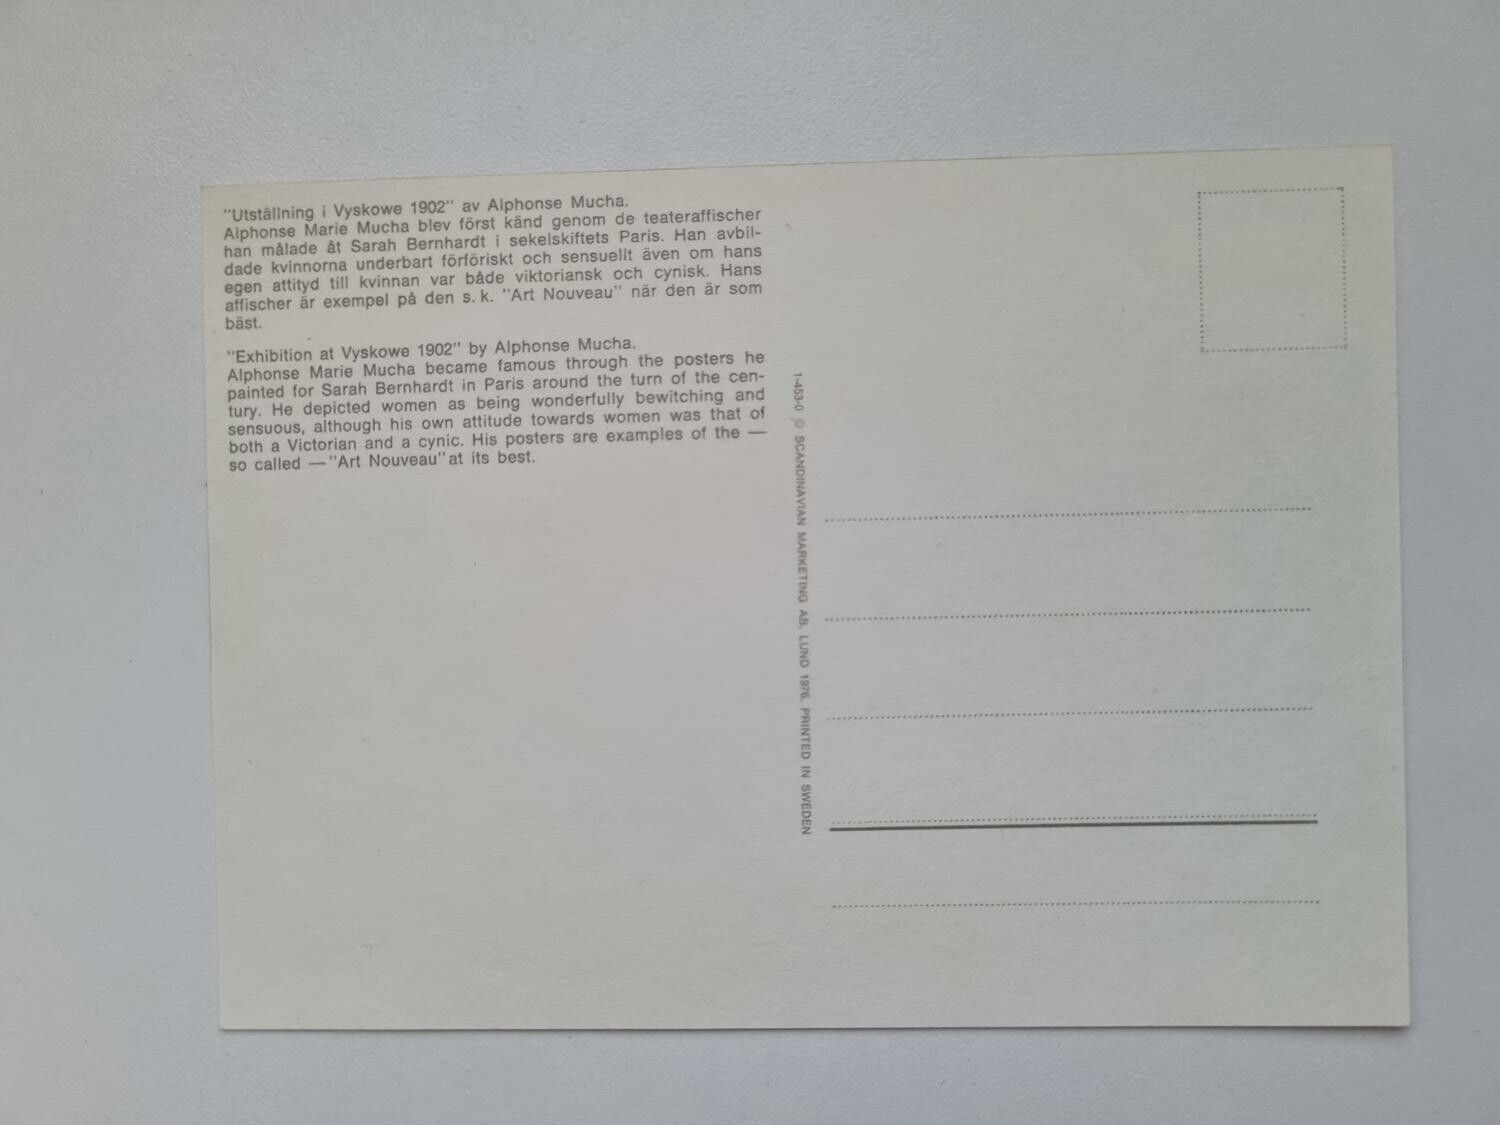 "Utställning i Vyskowe 1902" av Alphonse Mucha.
Alphonse Marie Mucha blev först känd genom de teateraffischer
han målade åt Sarah Bernhardt i sekelskiftets Paris. Han avbil-
dade kvinnorna underbart förföriskt och sensuellt även om hans
egen attityd till kvinnan var både viktoriansk och cynisk. Hans
affischer är exempel på den s.k. "Art Nouveau" när den är som
bäst.
"Exhibition at Vyskowe 1902" by Alphonse Mucha.
Alphonse Marie Mucha became famous through the posters he
painted for Sarah Bernhardt in Paris around the turn of the cen-
tury. He depicted women as being wonderfully bewitching and
sensuous, although his own attitude towards women was that of
both a Victorian and a cynic. His posters are examples of the —
so called — "Art Nouveau" at its best.
1-453-0 © SCANDINAVIAN MARKETING AB, LUND 1976. PRINTED IN SWEDEN